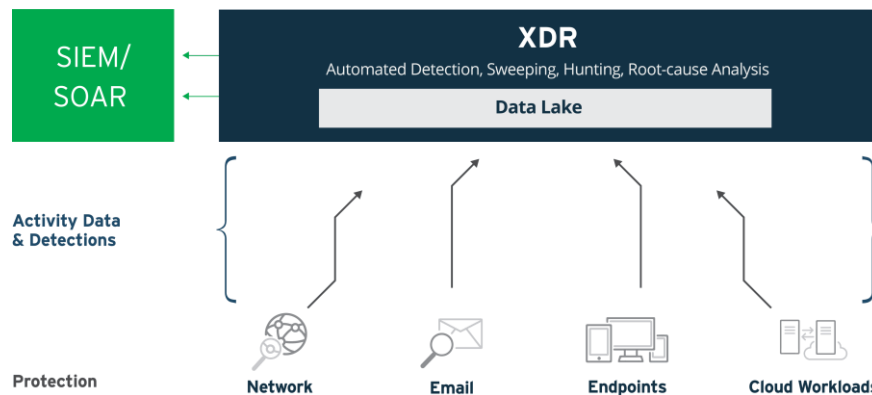 SIEM/
SOAR
XDR
Automated Detection, Sweeping, Hunting, Root-cause Analysis
Data Lake
Activity Data
& Detections
Protection
Network
Email
Endpoints
Cloud Workloads